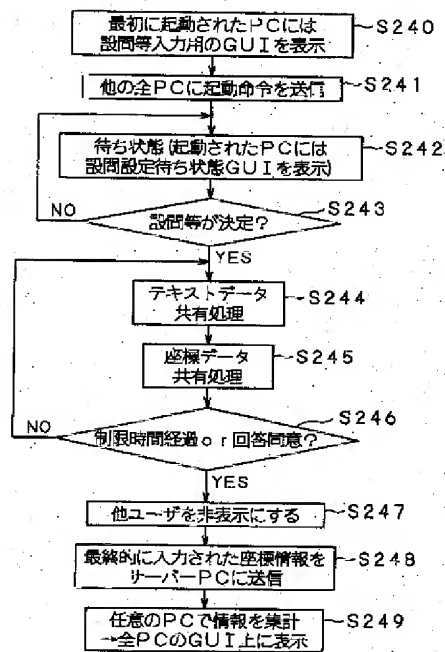 最初に起動されたPCには
設問等入力用のGUIを表示
S240
他の全PCに起動命令を送信
S241
待ち状態(起動されたPCには
設問設定待ち状態GUIを表示)
S242
設問等が決定?
S243
NO
YES
テキストデータ
共有処理
S244
座標データ
共有処理
S245
制限時間経過or回答同意?
S246
NO
YES
他ユーザを非表示にする
S247
最終的に入力された座標情報を
サーバーPCに送信
S248
任意のPCで情報を集計
→全PCのGUI上に表示
S249